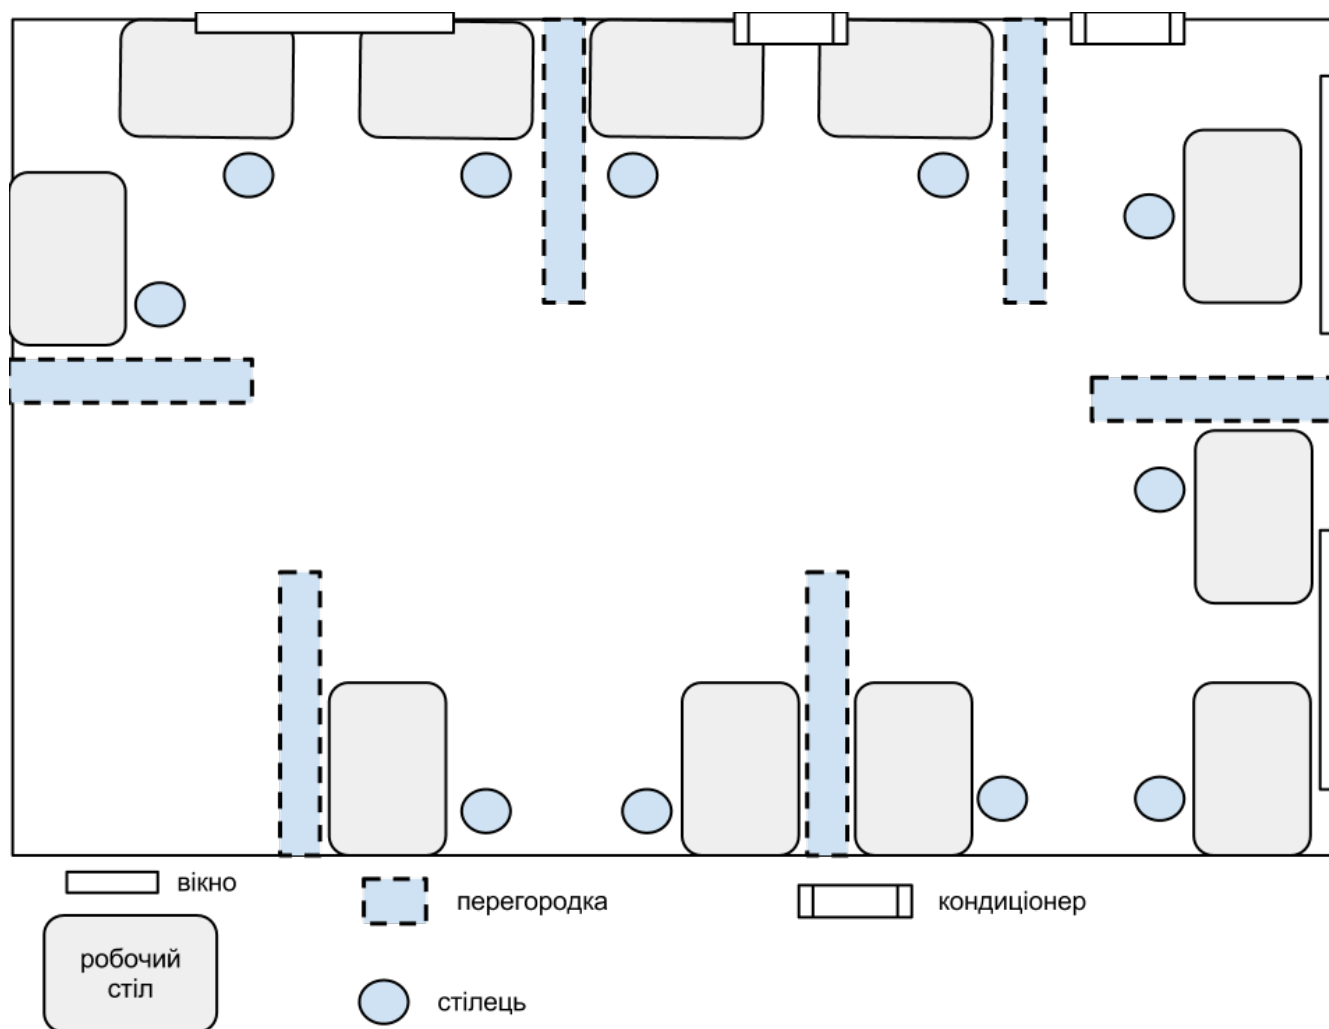 вікно
перегородка
кондиціонер
робочий
стіл
стілець